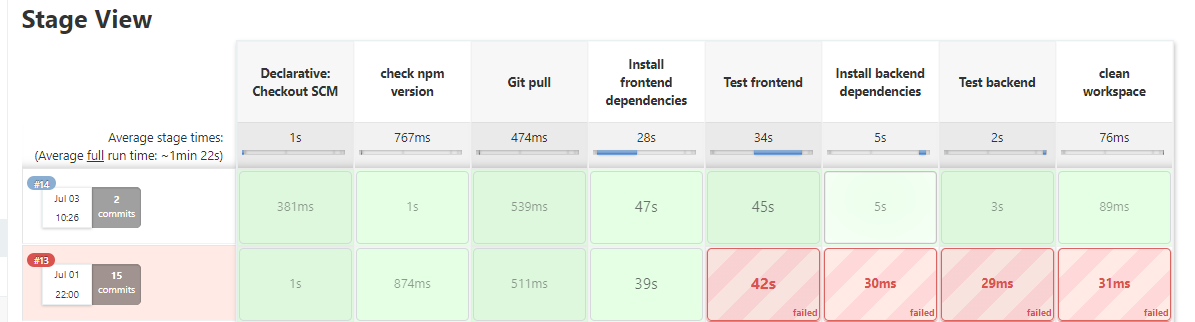 Stage View
Declarative: Checkout SCM
check npm version
Git pull
Install frontend dependencies
Test frontend
Install backend dependencies
Test backend
clean workspace
Average stage times:
(Average full run time: ~1min 22s)
1s
767ms
474ms
28s
34s
5s
2s
76ms
#14
Jul 03
10:26
2
commits
381ms
1s
539ms
47s
45s
5s
3s
89ms
#13
Jul 01
22:00
15
commits
1s
874ms
511ms
39s
42s
failed
30ms
failed
29ms
failed
31ms
failed